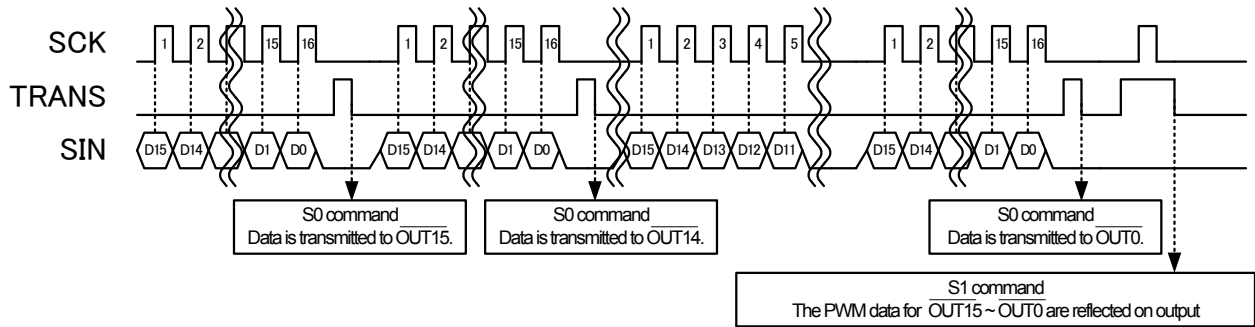 SCK 1 2 15 16 1 2 15 16 1 2 3 4 5 1 2 15 16
TRANS
SIN D15 D14 D1 D0 D15 D14 D1 D0 D15 D14 D13 D12 D11 D15 D14 D1 D0
S0 command
Data is transmitted to OUT15.
S0 command
Data is transmitted to OUT14.
S0 command
Data is transmitted to OUT0.
S1 command
The PWM data for OUT15 ~ OUT0 are reflected on output